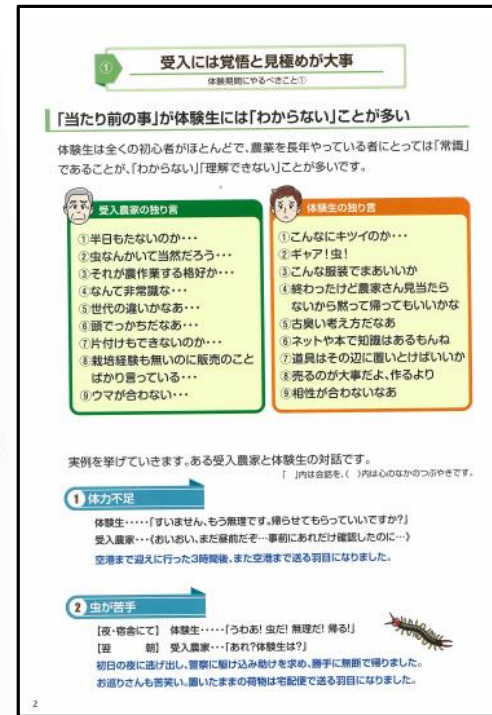 ①
受入には覚悟と見極めが大事
体験期間にやるべきこと①
「当たり前の事」が体験生には「わからない」ことが多い
体験生は全くの初心者がほとんどで、農業を長年やっている者にとっては「常識」
であることが、「わからない」「理解できない」ことが多いです。
受入農家の独り言
①半日もたないのか・・・
②虫なんかいて当然だろう・・・
③それが農作業する格好か・・・
④なんて非常識な・・・
⑤世代の違いかなあ・・・
⑥頭でっかちだなあ・・・
⑦片付けもできないのか・・・
⑧栽培経験も無いのに販売のこと
ばかり言っている・・・
⑨ウマが合わない・・・
体験生の独り言
①こんなにキツイのか・・・
②ギャア!虫!
③こんな服装でまあいいか
④終わったけど農家さん見当たら
ないから黙って帰ってもいいかな
⑤古臭い考え方だなあ
⑥ネットや本で知識はあるもんね
⑦道具はその辺に置いとけばいいか
⑧売るのが大事だよ、作るより
⑨相性が合わないなあ
実例を挙げていきます。ある受入農家と体験生の対話です。
「 」内は会話を、( )内は心のなかのつぶやきです。
1 体力不足
体験生・・・・・「すいません、もう無理です。帰らせてもらっていいですか?」
受入農家・・・(おいおい、まだ昼前だぞ…事前にあれだけ確認したのに…)
空港まで迎えに行った3時間後、また空港まで送る羽目になりました。
2 虫が苦手
【夜・宿舎にて】 体験生・・・・・「うわあ! 虫だ! 無理だ! 帰る!」
【翌 朝】 受入農家・・・「あれ?体験生は?」
初日の夜に逃げ出し、警察に駆け込み助けを求め、勝手に無断で帰りました。
お巡りさんも苦笑い。置いたままの荷物は宅配便で送る羽目になりました。
2